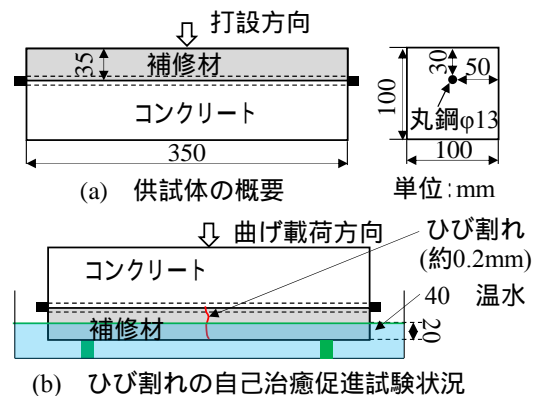 打設方向
35
補修材
コンクリート
350
30
50
100
丸鋼φ13
100
(a) 供試体の概要
単位:mm
曲げ載荷方向
ひび割れ
(約0.2mm)
コンクリート
40 温水
補修材
20
(b) ひび割れの自己治癒促進試験状況